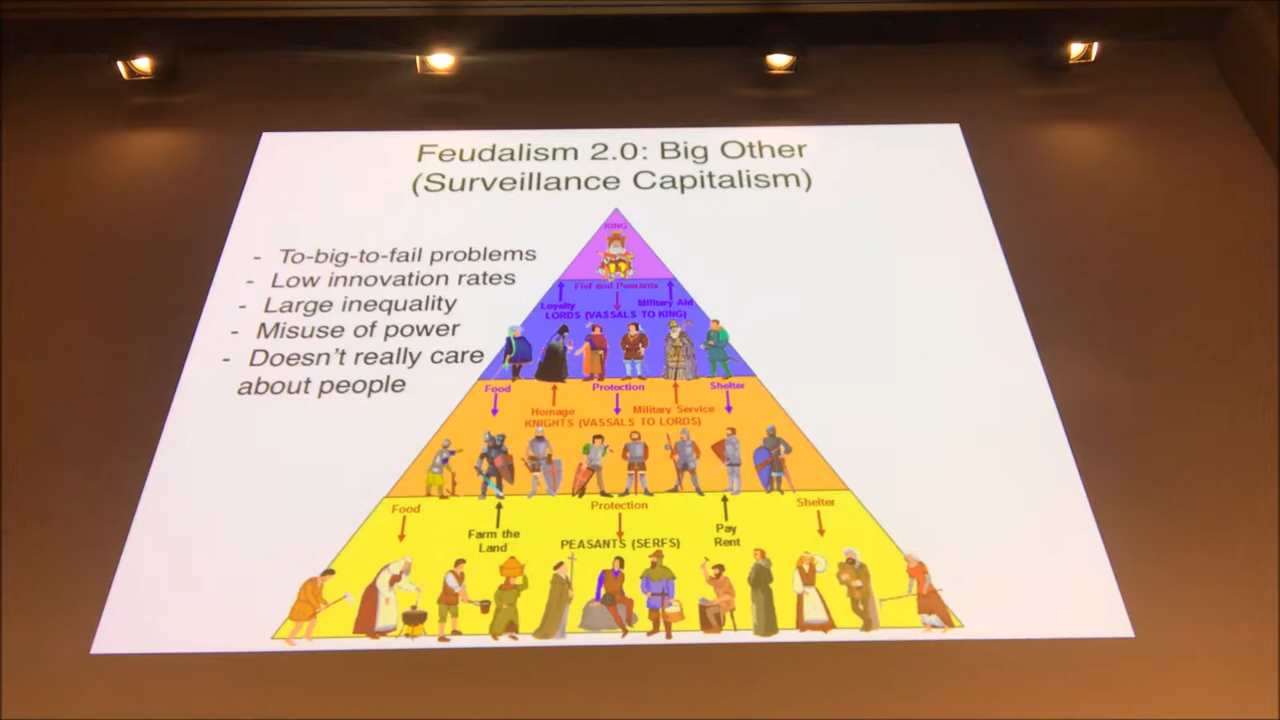 Feudalism 2.0: Big Other
(Surveillance Capitalism)
- To-big-to-fail problems
- Low innovation rates
- Large inequality
- Misuse of power
- Doesn't really care
about people
KING
Fief and Peasants
Loyalty
Military Aid
LORDS (VASSALS TO KING)
Food
Protection
Shelter
Homage
Military Service
KNIGHTS (VASSALS TO LORDS)
Food
Protection
Shelter
Farm the
Land
PEASANTS (SERFS)
Pay
Rent